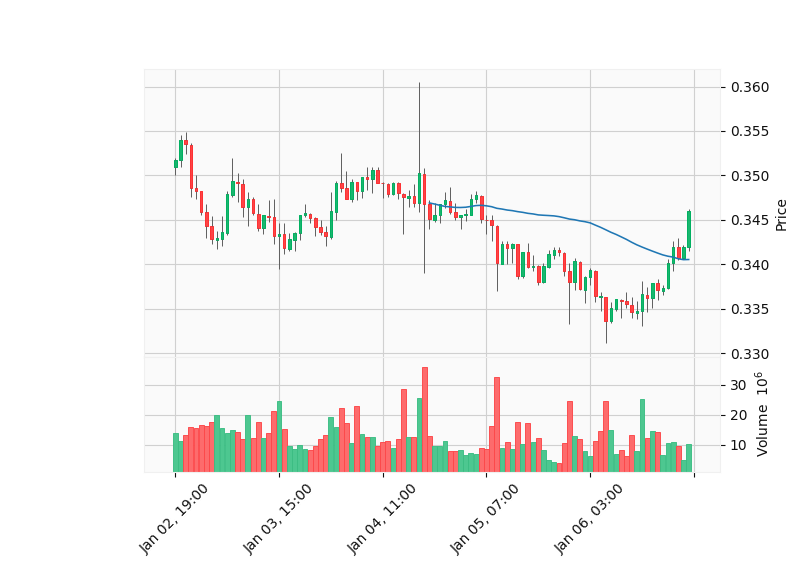 0.360
0.355
0.350
0.345
0.340
0.335
0.330
Price
30
20
10
Volume 10^6
Jan 02, 19:00
Jan 03, 15:00
Jan 04, 11:00
Jan 05, 07:00
Jan 06, 03:00